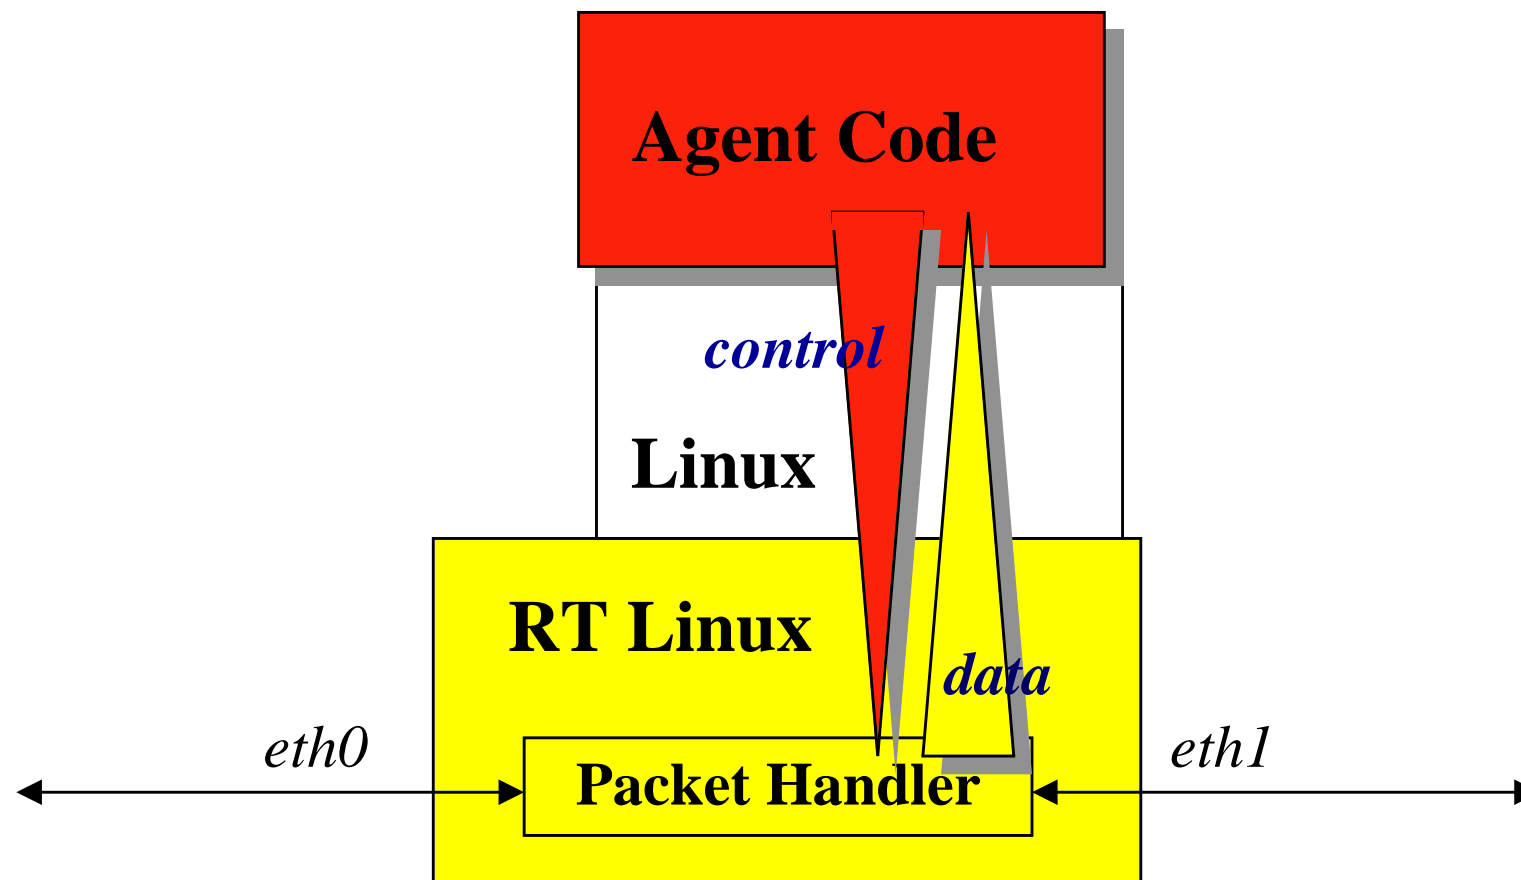 Agent Code
control
Linux
RT Linux
data
eth0
eth1
Packet Handler